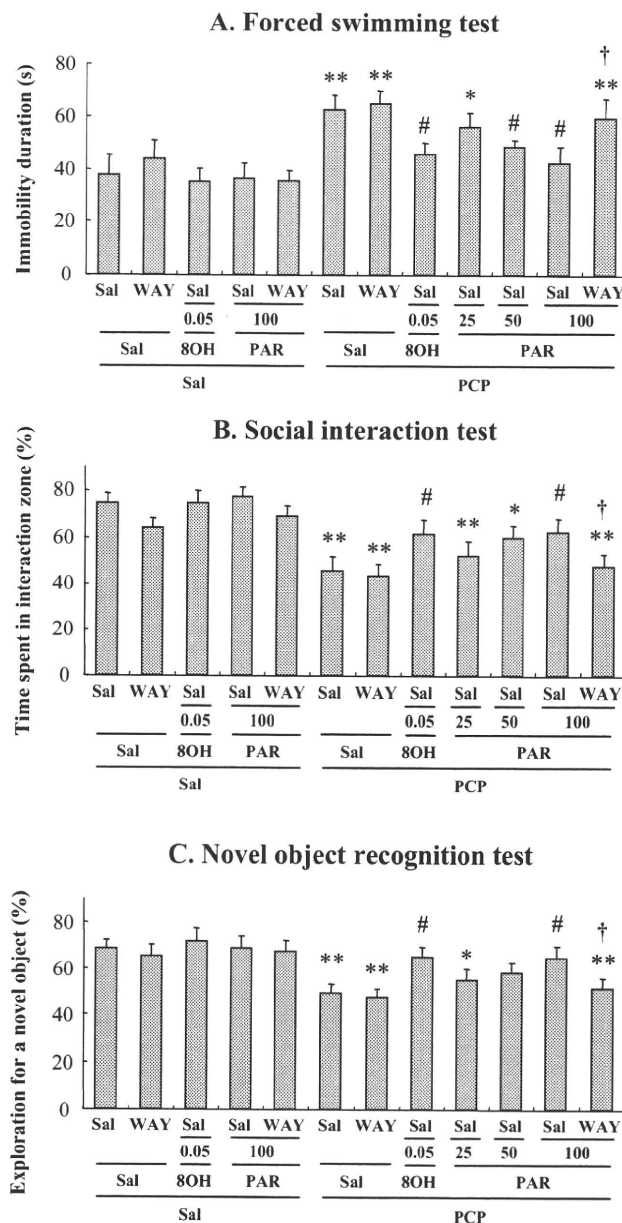 A. Forced swimming test
Immobility duration (s)
80
60
40
20
0
** ** # * # # † **
Sal WAY Sal Sal WAY Sal WAY Sal Sal Sal Sal WAY
0.05 100 0.05 25 50 100
Sal 8OH PAR Sal 8OH PAR
Sal PCP
B. Social interaction test
Time spent in interaction zone (%)
80
60
40
20
0
** ** # ** * # † **
Sal WAY Sal Sal WAY Sal WAY Sal Sal Sal Sal WAY
0.05 100 0.05 25 50 100
Sal 8OH PAR Sal 8OH PAR
Sal PCP
C. Novel object recognition test
Exploration for a novel object (%)
80
60
40
20
0
** ** # * # † **
Sal WAY Sal Sal WAY Sal WAY Sal Sal Sal Sal WAY
0.05 100 0.05 25 50 100
Sal 8OH PAR Sal 8OH PAR
Sal PCP